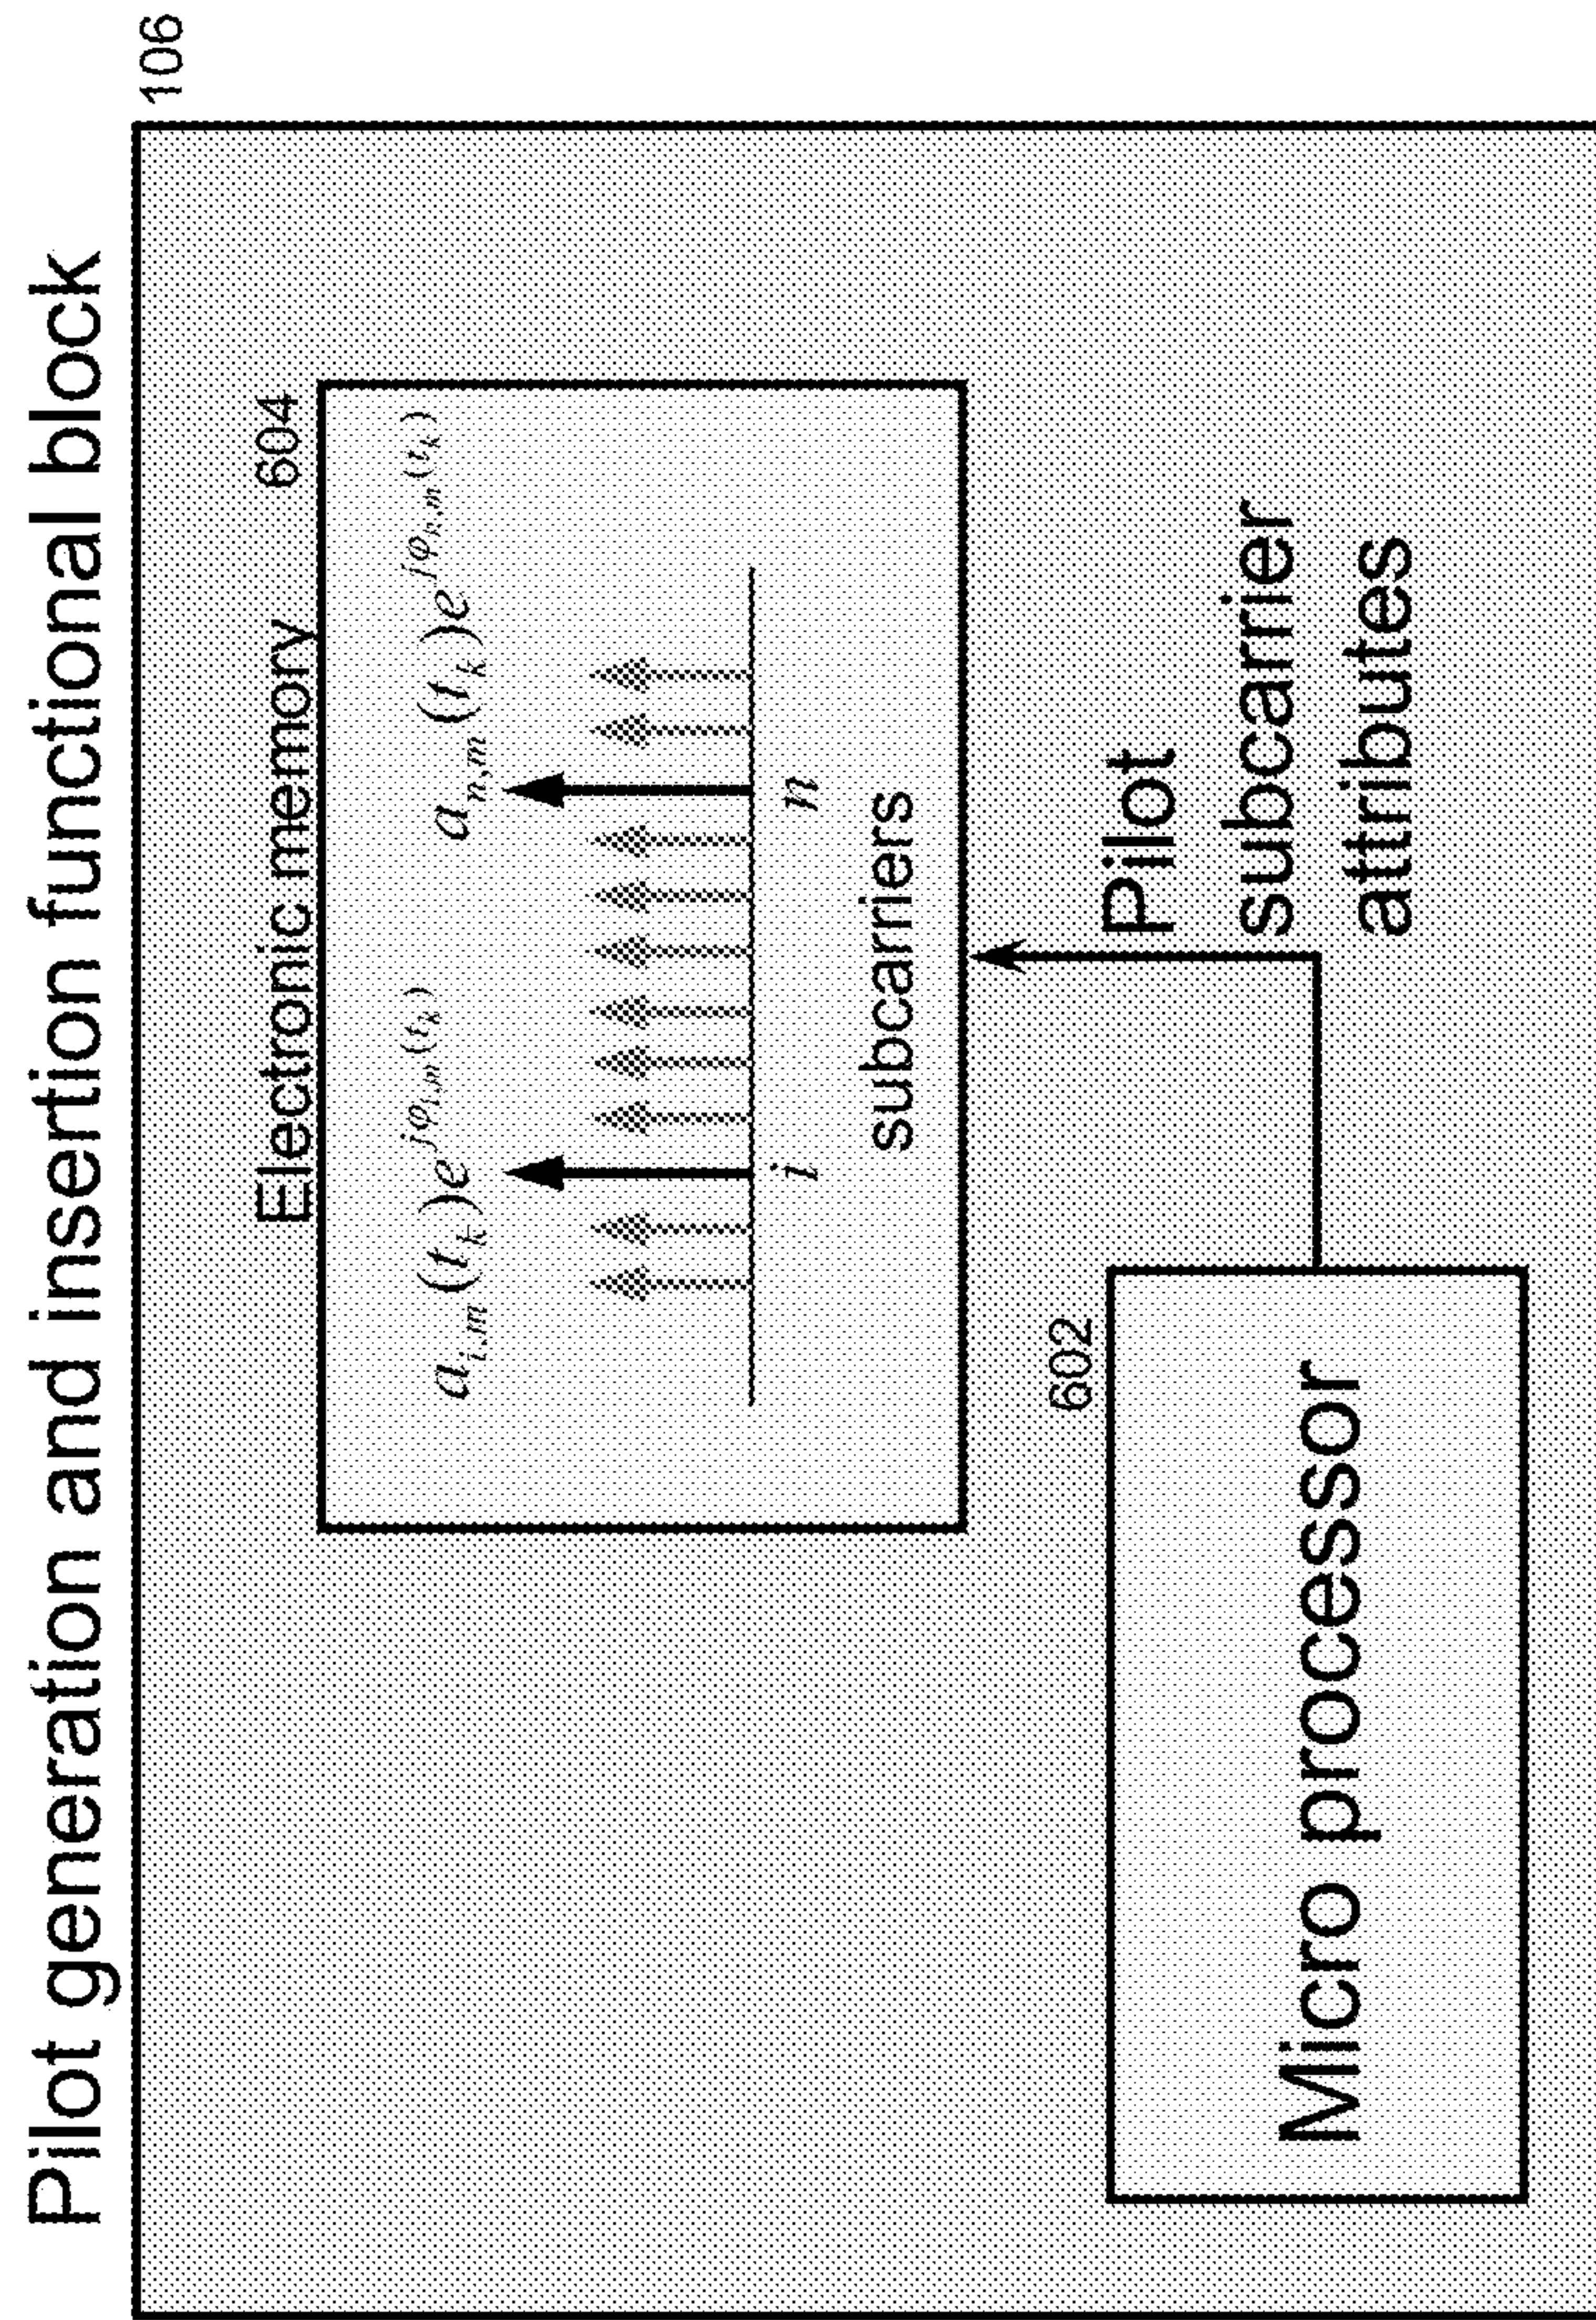 Pilot generation and insertion functional block
106
Electronic memory 604
a_{i,m}(t_k)e^{jφ_{i,m}(t_k)} a_{n,m}(t_k)e^{jφ_{n,m}(t_k)}
i n
subcarriers
602
Micro processor
Pilot
subcarrier
attributes